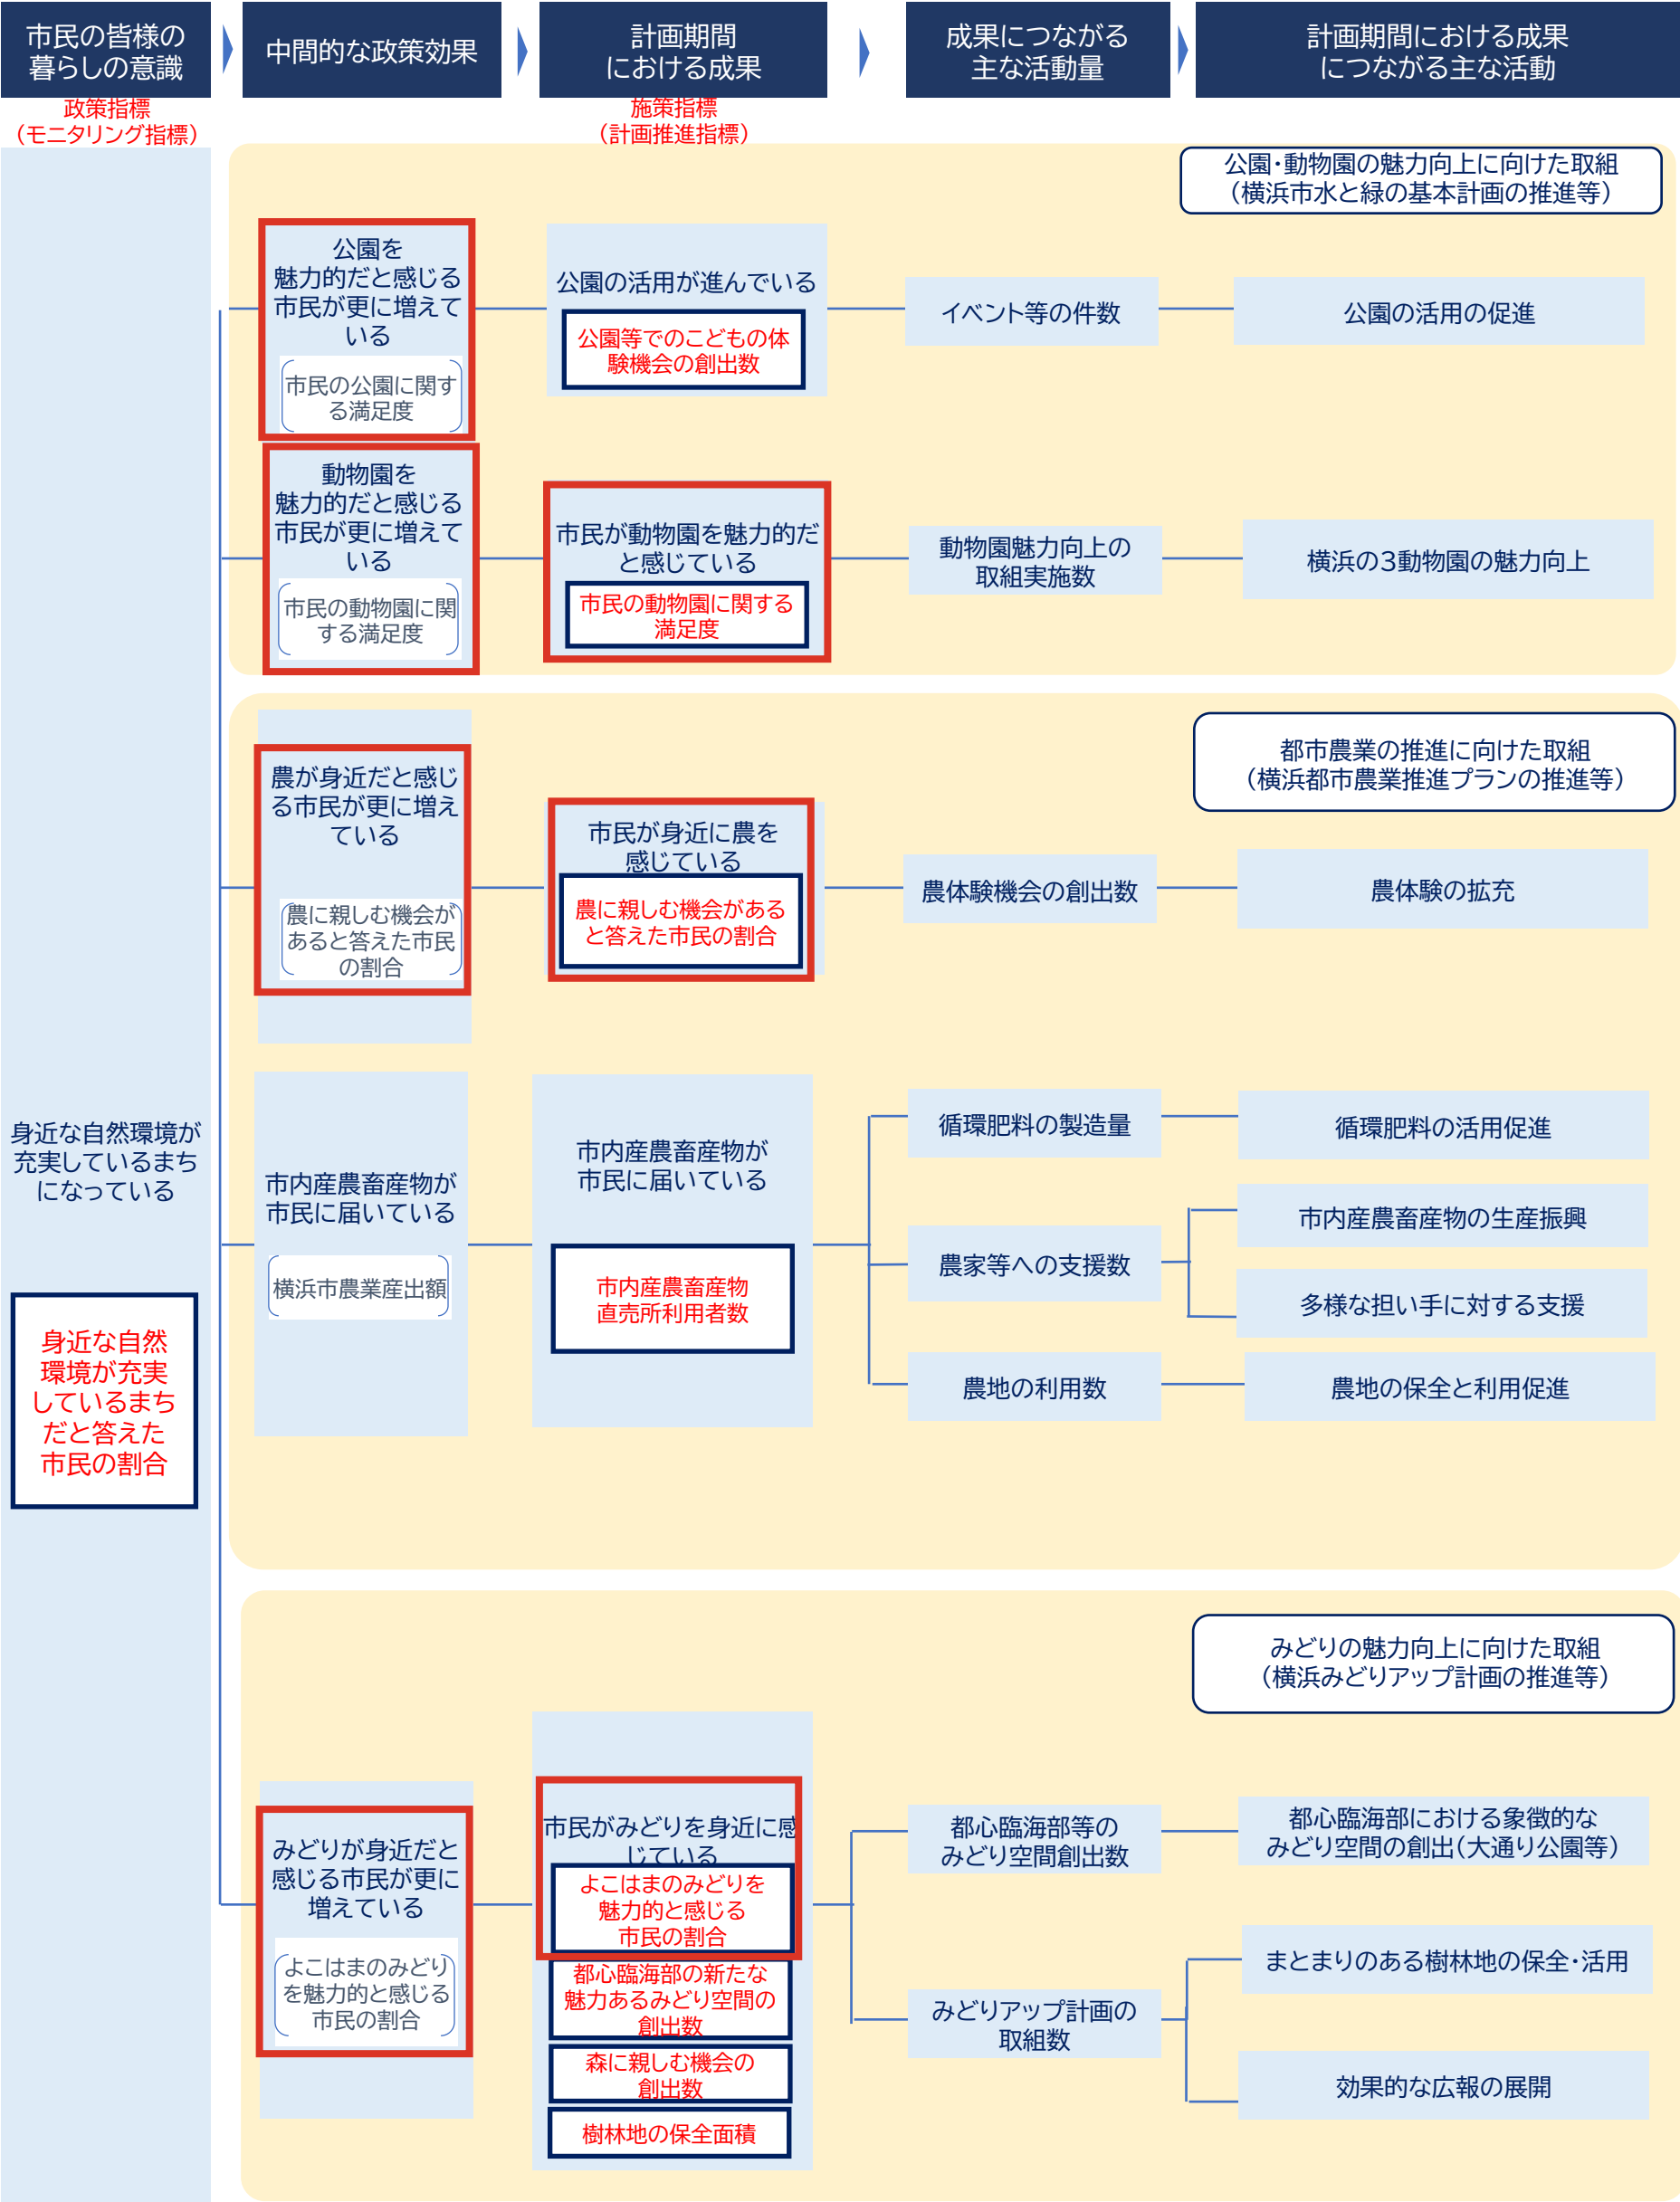 市民の皆様の
暮らしの意識
中間的な政策効果
計画期間
における成果
成果につながる
主な活動量
計画期間における成果
につながる主な活動
政策指標
（モニタリング指標）
施策指標
（計画推進指標）
公園・動物園の魅力向上に向けた取組
（横浜市水と緑の基本計画の推進等）
公園を
魅力的だと感じる
市民が更に増えて
いる
市民の公園に関す
る満足度
公園の活用が進んでいる
公園等でのこどもの体
験機会の創出数
イベント等の件数
公園の活用の促進
動物園を
魅力的だと感じる
市民が更に増えて
いる
市民の動物園に関
する満足度
市民が動物園を魅力的だ
と感じている
市民の動物園に関する
満足度
動物園魅力向上の
取組実施数
横浜の３動物園の魅力向上
都市農業の推進に向けた取組
（横浜都市農業推進プランの推進等）
農が身近だと感じ
る市民が更に増え
ている
農に親しむ機会が
あると答えた市民
の割合
市民が身近に農を
感じている
農に親しむ機会がある
と答えた市民の割合
農体験機会の創出数
農体験の拡充
身近な自然環境が
充実しているまち
になっている
身近な自然
環境が充実
しているまち
だと答えた
市民の割合
市内産農畜産物が
市民に届いている
横浜市農業産出額
市内産農畜産物が
市民に届いている
市内産農畜産物
直売所利用者数
循環肥料の製造量
循環肥料の活用促進
農家等への支援数
市内産農畜産物の生産振興
多様な担い手に対する支援
農地の利用数
農地の保全と利用促進
みどりの魅力向上に向けた取組
（横浜みどりアップ計画の推進等）
みどりが身近だと
感じる市民が更に
増えている
よこはまのみどり
を魅力的と感じる
市民の割合
市民がみどりを身近に感
じている
よこはまのみどりを
魅力的と感じる
市民の割合
都心臨海部の新たな
魅力あるみどり空間の
創出数
森に親しむ機会の
創出数
樹林地の保全面積
都心臨海部等の
みどり空間創出数
都心臨海部における象徴的な
みどり空間の創出（大通り公園等）
みどりアップ計画の
取組数
まとまりのある樹林地の保全・活用
効果的な広報の展開